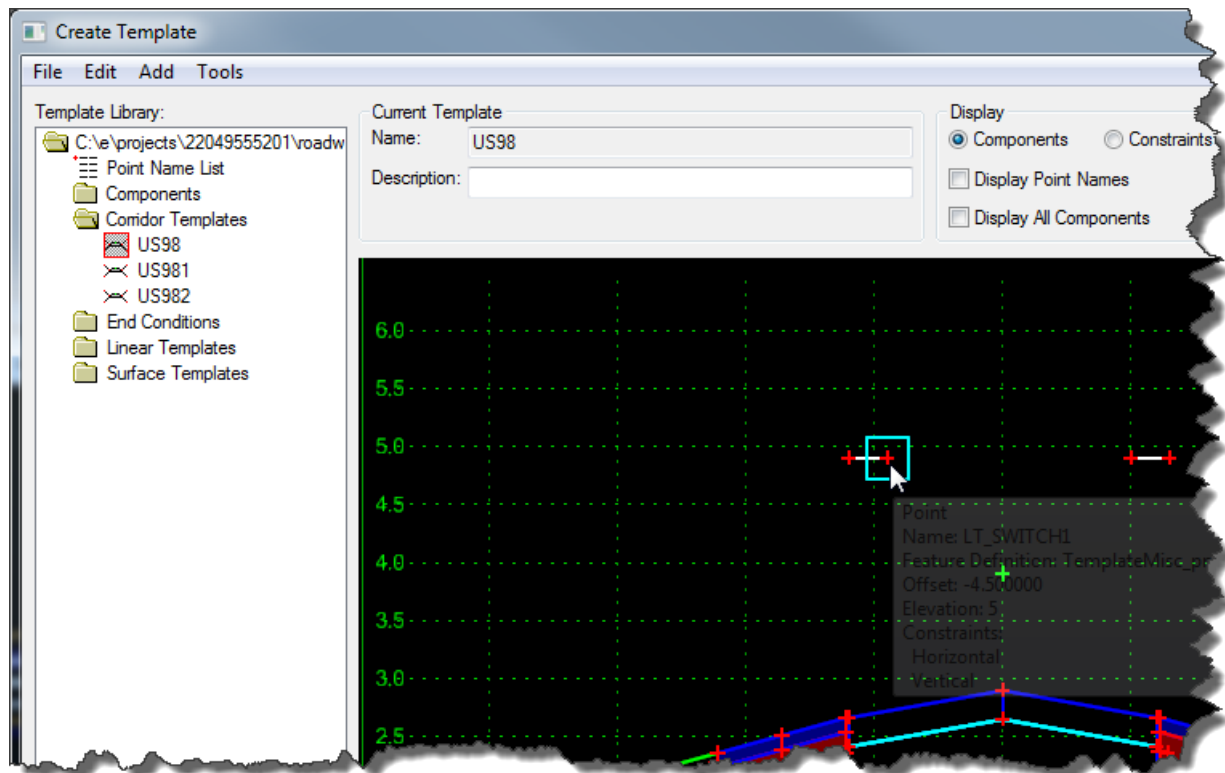 Create Template
File Edit Add Tools
Template Library:
C:\e\projects\22049555201\roadw
Point Name List
Components
Corridor Templates
US98
US981
US982
End Conditions
Linear Templates
Surface Templates
Current Template
Name: US98
Description:
Display
Components Constraints
Display Point Names
Display All Components
6.0
5.5
5.0
4.5
4.0
3.5
3.0
2.5
Point
Name: LT_SWITCH1
Feature Definition: TemplateMisc_pr
Offset: -4.500000
Elevation: 5
Constraints:
Horizontal
Vertical